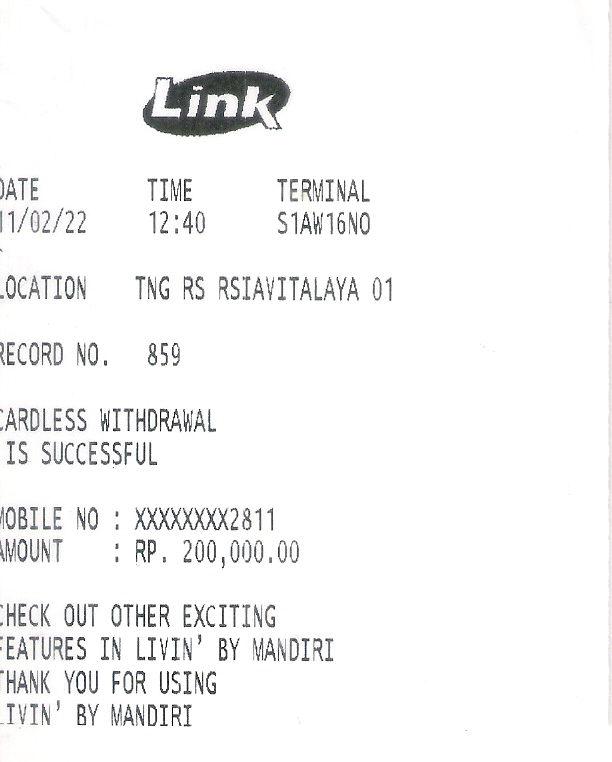 Link
DATE TIME TERMINAL
11/02/22 12:40 S1AW16NO
LOCATION TNG RS RSIAVITALAYA 01
RECORD NO. 859
CARDLESS WITHDRAWAL
IS SUCCESSFUL
MOBILE NO : XXXXXXXX2811
AMOUNT : RP. 200,000.00
CHECK OUT OTHER EXCITING
FEATURES IN LIVIN' BY MANDIRI
THANK YOU FOR USING
LIVIN' BY MANDIRI